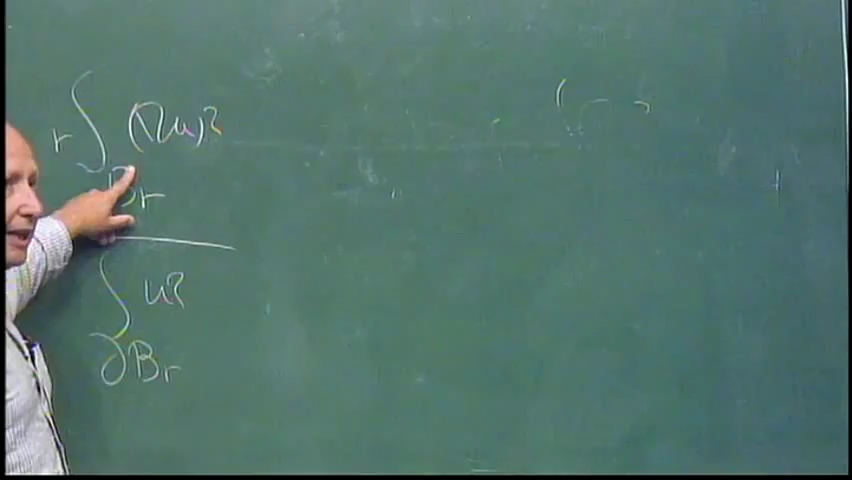 r ∫ (∇u)²
Br
∫ u²
∂Br